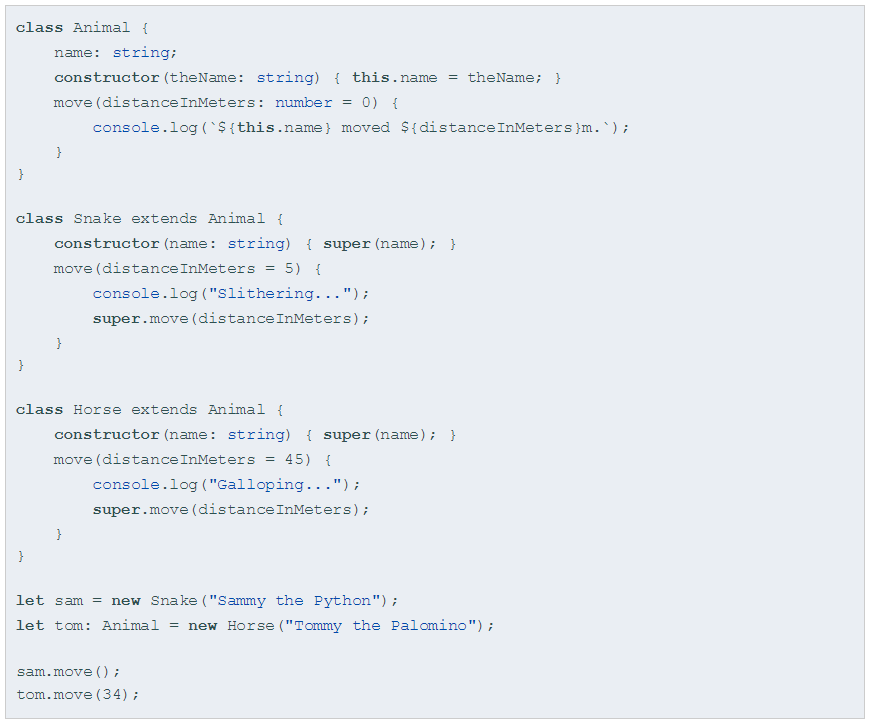 class Animal {
    name: string;
    constructor(theName: string) { this.name = theName; }
    move(distanceInMeters: number = 0) {
        console.log(`${this.name} moved ${distanceInMeters}m.`);
    }
}

class Snake extends Animal {
    constructor(name: string) { super(name); }
    move(distanceInMeters = 5) {
        console.log("Slithering...");
        super.move(distanceInMeters);
    }
}

class Horse extends Animal {
    constructor(name: string) { super(name); }
    move(distanceInMeters = 45) {
        console.log("Galloping...");
        super.move(distanceInMeters);
    }
}

let sam = new Snake("Sammy the Python");
let tom: Animal = new Horse("Tommy the Palomino");

sam.move();
tom.move(34);